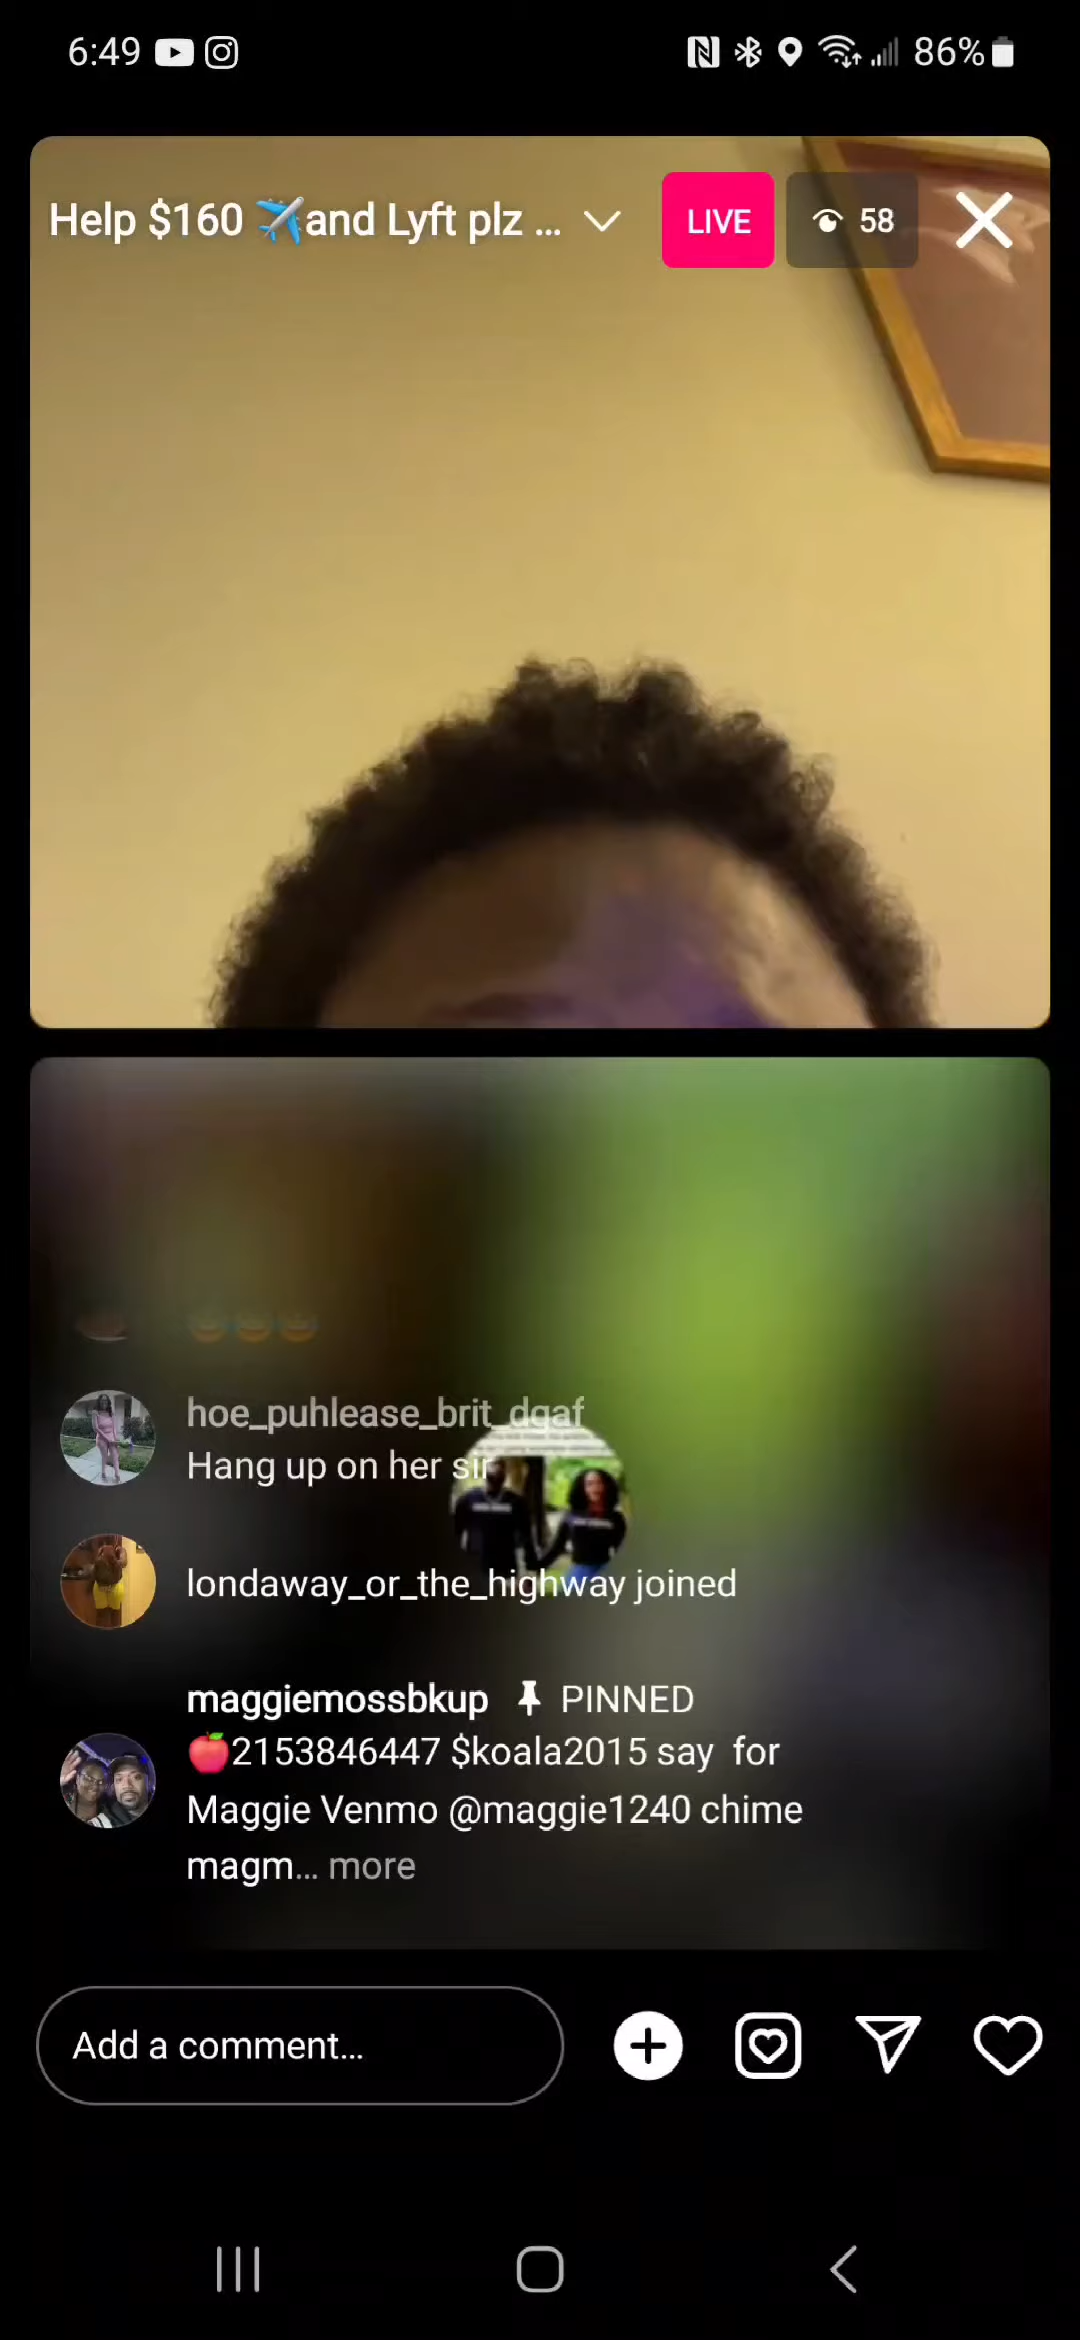 6:49 86%
Help $160 ✈️and Lyft plz ...
LIVE
58
😂😂😂
hoe_puhlease_brit_dgaf
Hang up on her sir
londaway_or_the_highway joined
maggiemossbkup PINNED
🍎2153846447 $koala2015 say for
Maggie Venmo @maggie1240 chime
magm... more
Add a comment...